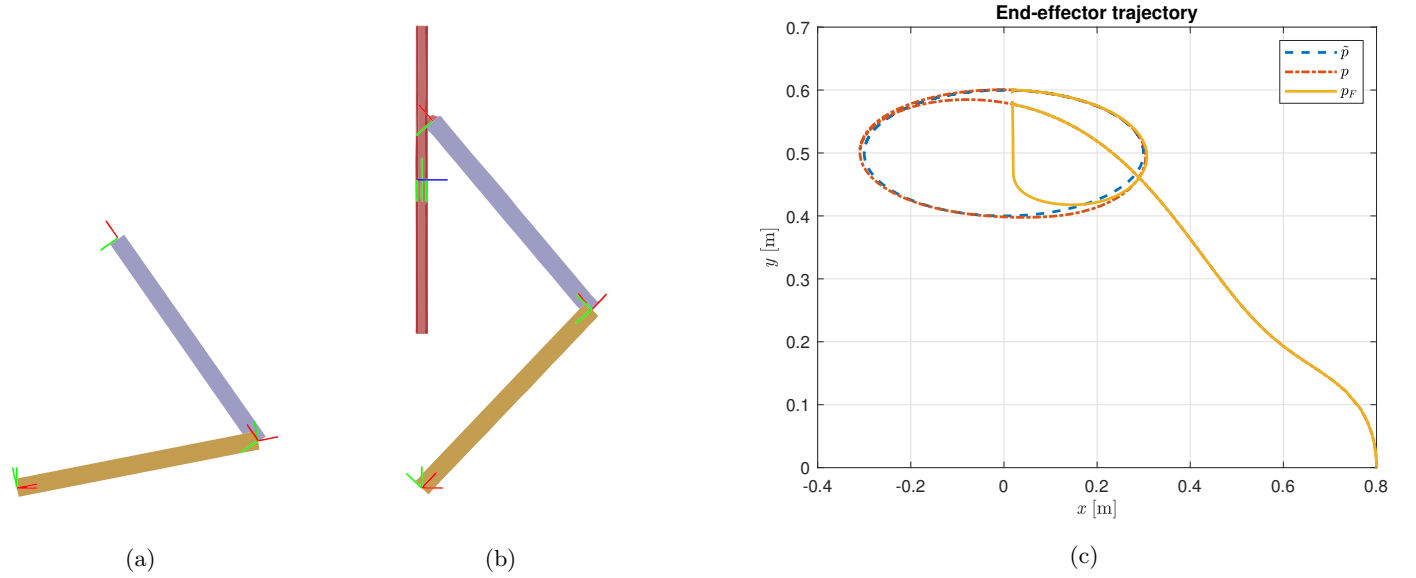 End-effector trajectory
0.7
0.6
0.5
0.4
0.3
0.2
0.1
0
y [m]
p̃
p
p_F
-0.4 -0.2 0 0.2 0.4 0.6 0.8
x [m]
(a) (b) (c)